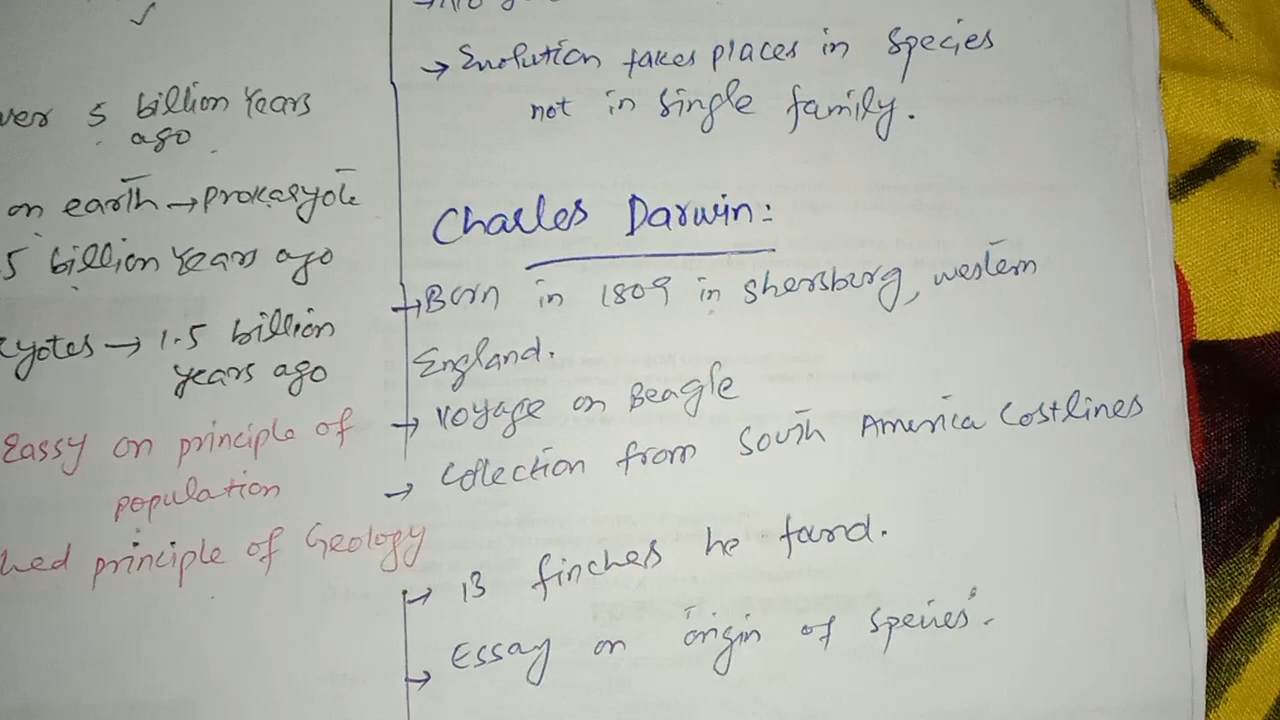 ver 5 billion Years
ago
on earth → prokaryote
5 billion Years ago
cyotes → 1.5 billion
years ago
Eassy on principle of
population
hed principle of Geology
→ Evolution takes places in species
not in single family.
Charles Darwin:
→ Born in 1809 in shersburg, western
England.
→ voyage on Beagle
→ collection from South America Costlines
→ 13 finches he found.
→ Essay on origin of species'.